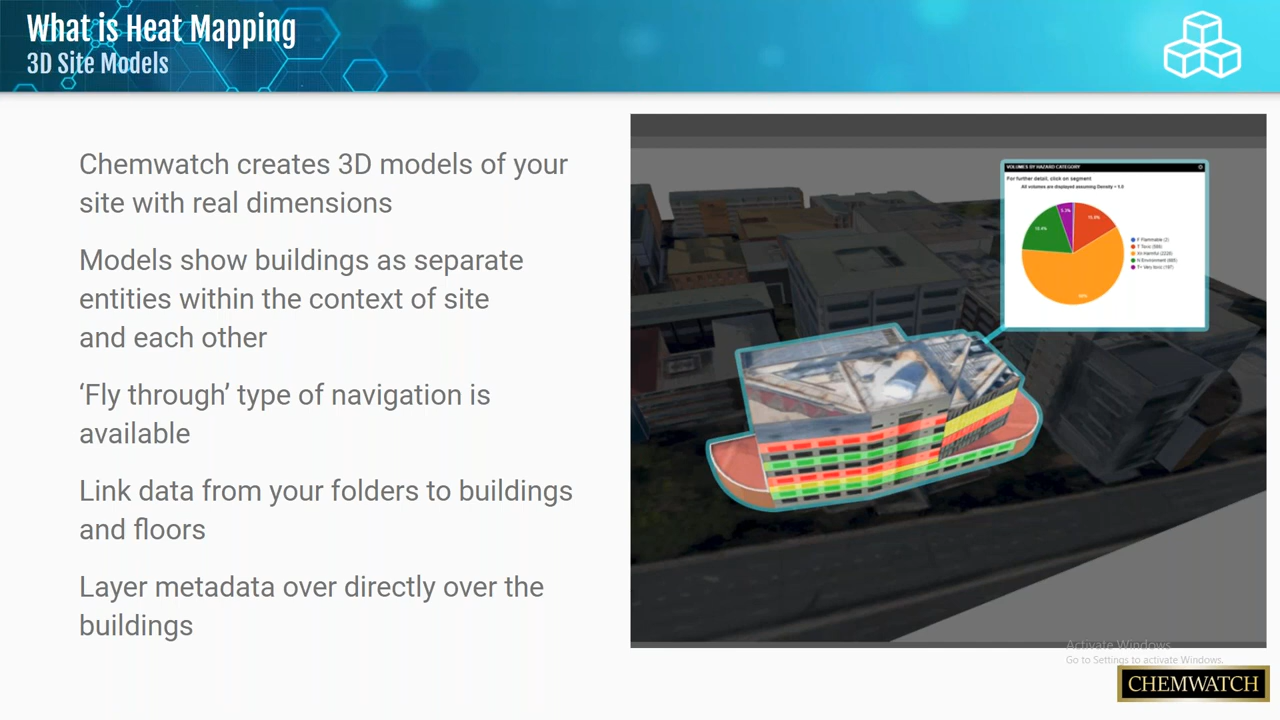 What is Heat Mapping
3D Site Models
Chemwatch creates 3D models of your
site with real dimensions
Models show buildings as separate
entities within the context of site
and each other
‘Fly through’ type of navigation is
available
Link data from your folders to buildings
and floors
Layer metadata over directly over the
buildings
VOLUMES BY HAZARD CATEGORY
For further detail, click on segment
All volumes are displayed assuming Density = 1.0
Activate Windows
Go to Settings to activate Windows.
CHEMWATCH